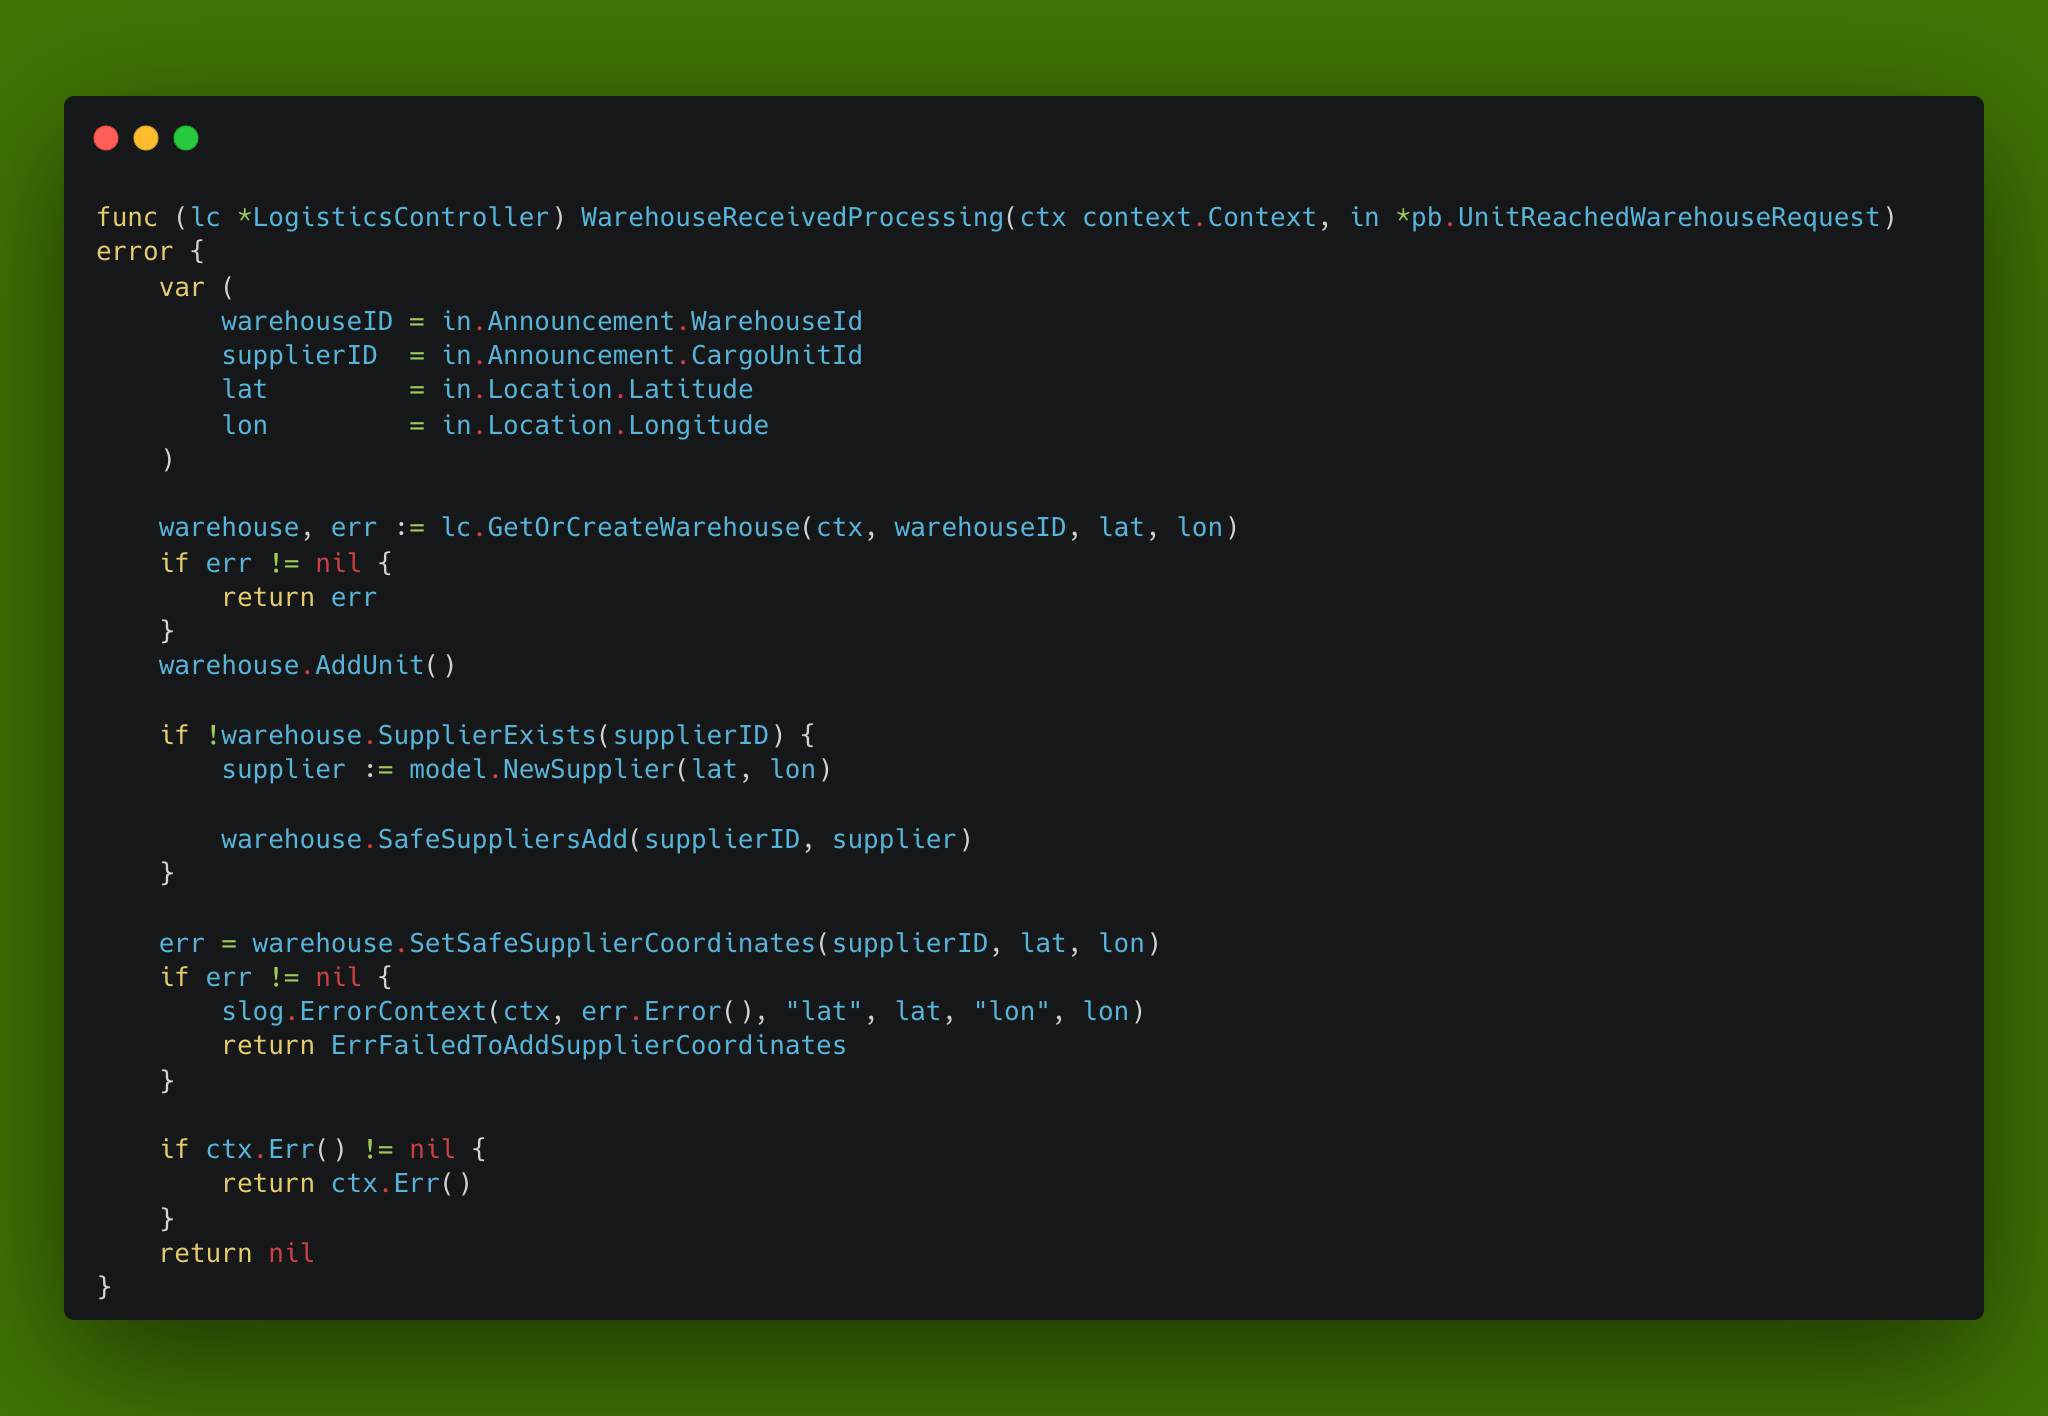 func (lc *LogisticsController) WarehouseReceivedProcessing(ctx context.Context, in *pb.UnitReachedWarehouseRequest)
error {
    var (
        warehouseID = in.Announcement.WarehouseId
        supplierID  = in.Announcement.CargoUnitId
        lat         = in.Location.Latitude
        lon         = in.Location.Longitude
    )

    warehouse, err := lc.GetOrCreateWarehouse(ctx, warehouseID, lat, lon)
    if err != nil {
        return err
    }
    warehouse.AddUnit()

    if !warehouse.SupplierExists(supplierID) {
        supplier := model.NewSupplier(lat, lon)

        warehouse.SafeSuppliersAdd(supplierID, supplier)
    }

    err = warehouse.SetSafeSupplierCoordinates(supplierID, lat, lon)
    if err != nil {
        slog.ErrorContext(ctx, err.Error(), "lat", lat, "lon", lon)
        return ErrFailedToAddSupplierCoordinates
    }

    if ctx.Err() != nil {
        return ctx.Err()
    }
    return nil
}